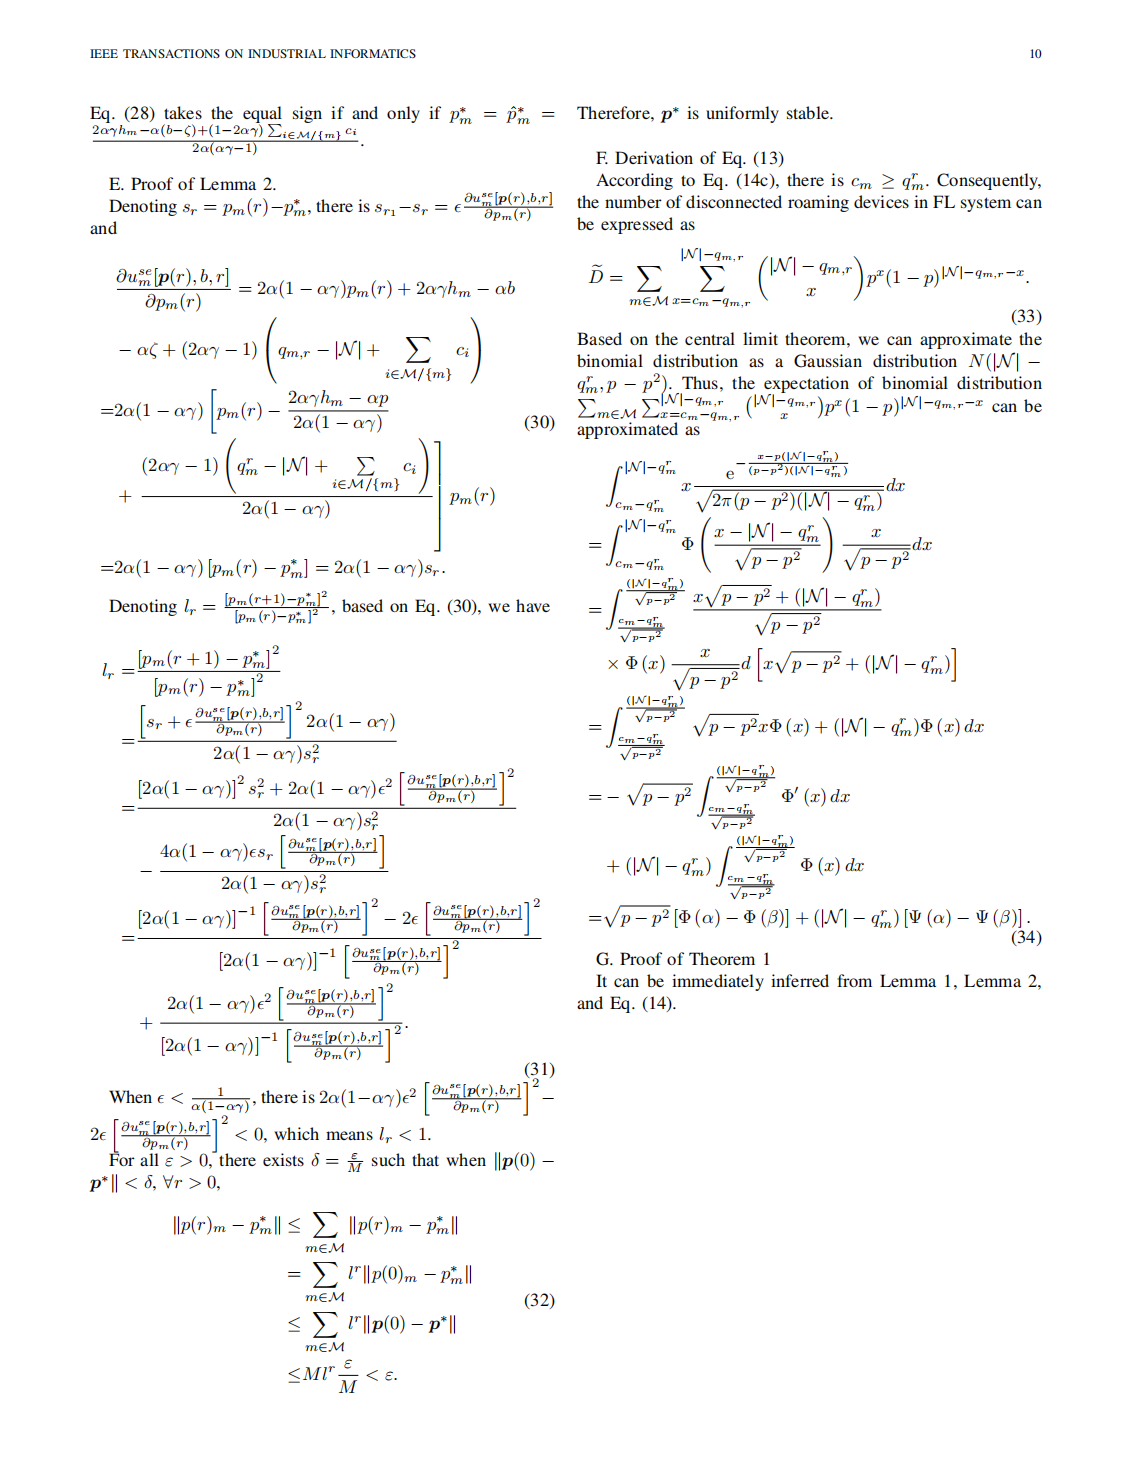 IEEE TRANSACTIONS ON INDUSTRIAL INFORMATICS 10
Eq. (28) takes the equal sign if and only if $p_m^* = \hat{p}_m^* =$
$\frac{2\alpha\gamma h_m-\alpha(b-\zeta)+(1-2\alpha\gamma)\sum_{i\in\mathcal{M}/\{m\}} c_i}{2\alpha(\alpha\gamma-1)}$.
E. Proof of Lemma 2.
Denoting $s_r = p_m(r)-p_m^*$, there is $s_{r_1}-s_r = \epsilon\frac{\partial u_m^{se}[\boldsymbol{p}(r),b,r]}{\partial p_m(r)}$
and
$\frac{\partial u_m^{se}[\boldsymbol{p}(r),b,r]}{\partial p_m(r)} = 2\alpha(1-\alpha\gamma)p_m(r)+2\alpha\gamma h_m-\alpha b$
$-\alpha\zeta+(2\alpha\gamma-1)\left(q_{m,r}-|\mathcal{N}|+\sum_{i\in\mathcal{M}/\{m\}} c_i\right)$
$=2\alpha(1-\alpha\gamma)\left[p_m(r)-\frac{2\alpha\gamma h_m-\alpha p}{2\alpha(1-\alpha\gamma)}\right.$ (30)
$\left.+\frac{(2\alpha\gamma-1)\left(q_m^r-|\mathcal{N}|+\sum_{i\in\mathcal{M}/\{m\}} c_i\right)}{2\alpha(1-\alpha\gamma)}\right]p_m(r)$
$=2\alpha(1-\alpha\gamma)[p_m(r)-p_m^*] = 2\alpha(1-\alpha\gamma)s_r.$
Denoting $l_r = \frac{[p_m(r+1)-p_m^*]^2}{[p_m(r)-p_m^*]^2}$, based on Eq. (30), we have
$l_r = \frac{[p_m(r+1)-p_m^*]^2}{[p_m(r)-p_m^*]^2}$
$=\frac{\left[s_r+\epsilon\frac{\partial u_m^{se}[\boldsymbol{p}(r),b,r]}{\partial p_m(r)}\right]^2 2\alpha(1-\alpha\gamma)}{2\alpha(1-\alpha\gamma)s_r^2}$
$=\frac{[2\alpha(1-\alpha\gamma)]^2 s_r^2+2\alpha(1-\alpha\gamma)\epsilon^2\left[\frac{\partial u_m^{se}[\boldsymbol{p}(r),b,r]}{\partial p_m(r)}\right]^2}{2\alpha(1-\alpha\gamma)s_r^2}$
$-\frac{4\alpha(1-\alpha\gamma)\epsilon s_r\left[\frac{\partial u_m^{se}[\boldsymbol{p}(r),b,r]}{\partial p_m(r)}\right]}{2\alpha(1-\alpha\gamma)s_r^2}$
$=\frac{[2\alpha(1-\alpha\gamma)]^{-1}\left[\frac{\partial u_m^{se}[\boldsymbol{p}(r),b,r]}{\partial p_m(r)}\right]^2-2\epsilon\left[\frac{\partial u_m^{se}[\boldsymbol{p}(r),b,r]}{\partial p_m(r)}\right]^2}{[2\alpha(1-\alpha\gamma)]^{-1}\left[\frac{\partial u_m^{se}[\boldsymbol{p}(r),b,r]}{\partial p_m(r)}\right]^2}$
$+\frac{2\alpha(1-\alpha\gamma)\epsilon^2\left[\frac{\partial u_m^{se}[\boldsymbol{p}(r),b,r]}{\partial p_m(r)}\right]^2}{[2\alpha(1-\alpha\gamma)]^{-1}\left[\frac{\partial u_m^{se}[\boldsymbol{p}(r),b,r]}{\partial p_m(r)}\right]^2}.$
(31)
When $\epsilon < \frac{1}{\alpha(1-\alpha\gamma)}$, there is $2\alpha(1-\alpha\gamma)\epsilon^2\left[\frac{\partial u_m^{se}[\boldsymbol{p}(r),b,r]}{\partial p_m(r)}\right]^2-$
$2\epsilon\left[\frac{\partial u_m^{se}[\boldsymbol{p}(r),b,r]}{\partial p_m(r)}\right]^2 < 0$, which means $l_r < 1$.
For all $\varepsilon > 0$, there exists $\delta = \frac{\varepsilon}{M}$ such that when $\|\boldsymbol{p}(0)-$
$\boldsymbol{p}^*\| < \delta$, $\forall r > 0$,
$\|p(r)_m-p_m^*\| \leq \sum_{m\in\mathcal{M}} \|p(r)_m-p_m^*\|$
$= \sum_{m\in\mathcal{M}} l^r\|p(0)_m-p_m^*\|$
(32)
$\leq \sum_{m\in\mathcal{M}} l^r\|\boldsymbol{p}(0)-\boldsymbol{p}^*\|$
$\leq Ml^r\frac{\varepsilon}{M} < \varepsilon.$
Therefore, $\boldsymbol{p}^*$ is uniformly stable.
F. Derivation of Eq. (13)
According to Eq. (14c), there is $c_m \geq q_m^r$. Consequently,
the number of disconnected roaming devices in FL system can
be expressed as
$\widetilde{D} = \sum_{m\in\mathcal{M}}\sum_{x=c_m-q_{m,r}}^{|\mathcal{N}|-q_{m,r}}\binom{|\mathcal{N}|-q_{m,r}}{x}p^x(1-p)^{|\mathcal{N}|-q_{m,r}-x}.$
(33)
Based on the central limit theorem, we can approximate the
binomial distribution as a Gaussian distribution $N(|\mathcal{N}|-$
$q_m^r, p-p^2)$. Thus, the expectation of binomial distribution
$\sum_{m\in\mathcal{M}}\sum_{x=c_m-q_{m,r}}^{|\mathcal{N}|-q_{m,r}}\binom{|\mathcal{N}|-q_{m,r}}{x}p^x(1-p)^{|\mathcal{N}|-q_{m,r}-x}$ can be
approximated as
$\int_{c_m-q_m^r}^{|\mathcal{N}|-q_m^r} x\frac{\mathrm{e}^{-\frac{x-p(|\mathcal{N}|-q_m^r)}{(p-p^2)(|\mathcal{N}|-q_m^r)}}}{\sqrt{2\pi(p-p^2)(|\mathcal{N}|-q_m^r)}}dx$
$=\int_{c_m-q_m^r}^{|\mathcal{N}|-q_m^r}\Phi\left(\frac{x-|\mathcal{N}|-q_m^r}{\sqrt{p-p^2}}\right)\frac{x}{\sqrt{p-p^2}}dx$
$=\int_{\frac{c_m-q_m^r}{\sqrt{p-p^2}}}^{\frac{(|\mathcal{N}|-q_m^r)}{\sqrt{p-p^2}}}\frac{x\sqrt{p-p^2}+(|\mathcal{N}|-q_m^r)}{\sqrt{p-p^2}}$
$\times\Phi(x)\frac{x}{\sqrt{p-p^2}}d\left[x\sqrt{p-p^2}+(|\mathcal{N}|-q_m^r)\right]$
$=\int_{\frac{c_m-q_m^r}{\sqrt{p-p^2}}}^{\frac{(|\mathcal{N}|-q_m^r)}{\sqrt{p-p^2}}}\sqrt{p-p^2}x\Phi(x)+(|\mathcal{N}|-q_m^r)\Phi(x)dx$
$=-\sqrt{p-p^2}\int_{\frac{c_m-q_m^r}{\sqrt{p-p^2}}}^{\frac{(|\mathcal{N}|-q_m^r)}{\sqrt{p-p^2}}}\Phi'(x)dx$
$+(|\mathcal{N}|-q_m^r)\int_{\frac{c_m-q_m^r}{\sqrt{p-p^2}}}^{\frac{(|\mathcal{N}|-q_m^r)}{\sqrt{p-p^2}}}\Phi(x)dx$
$=\sqrt{p-p^2}[\Phi(\alpha)-\Phi(\beta)]+(|\mathcal{N}|-q_m^r)[\Psi(\alpha)-\Psi(\beta)].$
(34)
G. Proof of Theorem 1
It can be immediately inferred from Lemma 1, Lemma 2,
and Eq. (14).